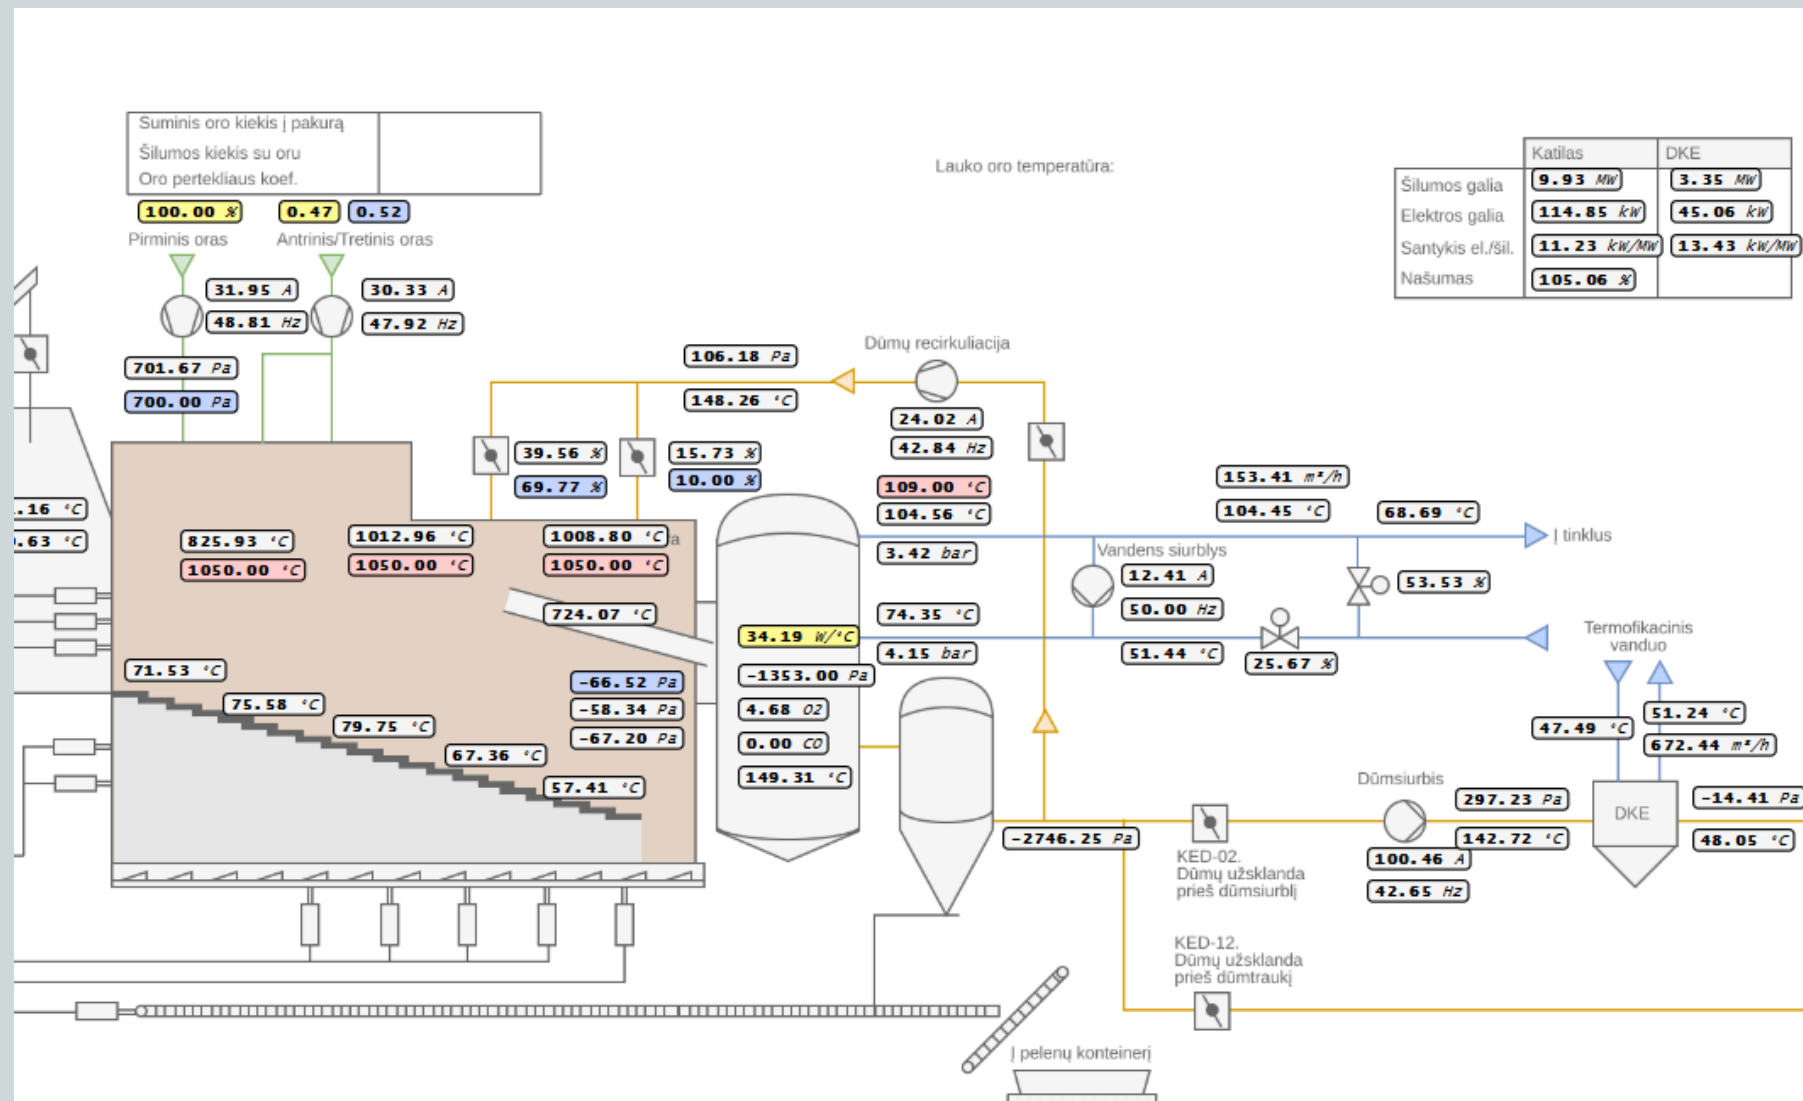 Suminis oro kiekis į pakurą
Šilumos kiekis su oru
Oro pertekliaus koef.
100.00 %
0.47
0.52
Pirminis oras
Antrinis/Tretinis oras
31.95 A
48.81 Hz
30.33 A
47.92 Hz
701.67 Pa
700.00 Pa
Lauko oro temperatūra:
Katilas
DKE
Šilumos galia
9.93 MW
3.35 MW
Elektros galia
114.85 kW
45.06 kW
Santykis el./šil.
11.23 kW/MW
13.43 kW/MW
Našumas
105.06 %
Dūmų recirkuliacija
106.18 Pa
148.26 °C
24.02 A
42.84 Hz
39.56 %
69.77 %
15.73 %
10.00 %
109.00 °C
104.56 °C
3.42 bar
153.41 m³/h
104.45 °C
68.69 °C
Į tinklus
Vandens siurblys
12.41 A
50.00 Hz
53.53 %
.16 °C
.63 °C
825.93 °C
1050.00 °C
1012.96 °C
1050.00 °C
1008.80 °C
a
1050.00 °C
724.07 °C
74.35 °C
4.15 bar
51.44 °C
25.67 %
Termofikacinis
vanduo
34.19 W/°C
-1353.00 Pa
4.68 O2
0.00 CO
149.31 °C
71.53 °C
75.58 °C
79.75 °C
67.36 °C
57.41 °C
-66.52 Pa
-58.34 Pa
-67.20 Pa
47.49 °C
51.24 °C
672.44 m³/h
-2746.25 Pa
Dūmsiurbis
297.23 Pa
142.72 °C
100.46 A
42.65 Hz
DKE
-14.41 Pa
48.05 °C
KED-02.
Dūmų užsklanda
prieš dūmsiurblį
KED-12.
Dūmų užsklanda
prieš dūmtraukį
Į pelenų konteinerį